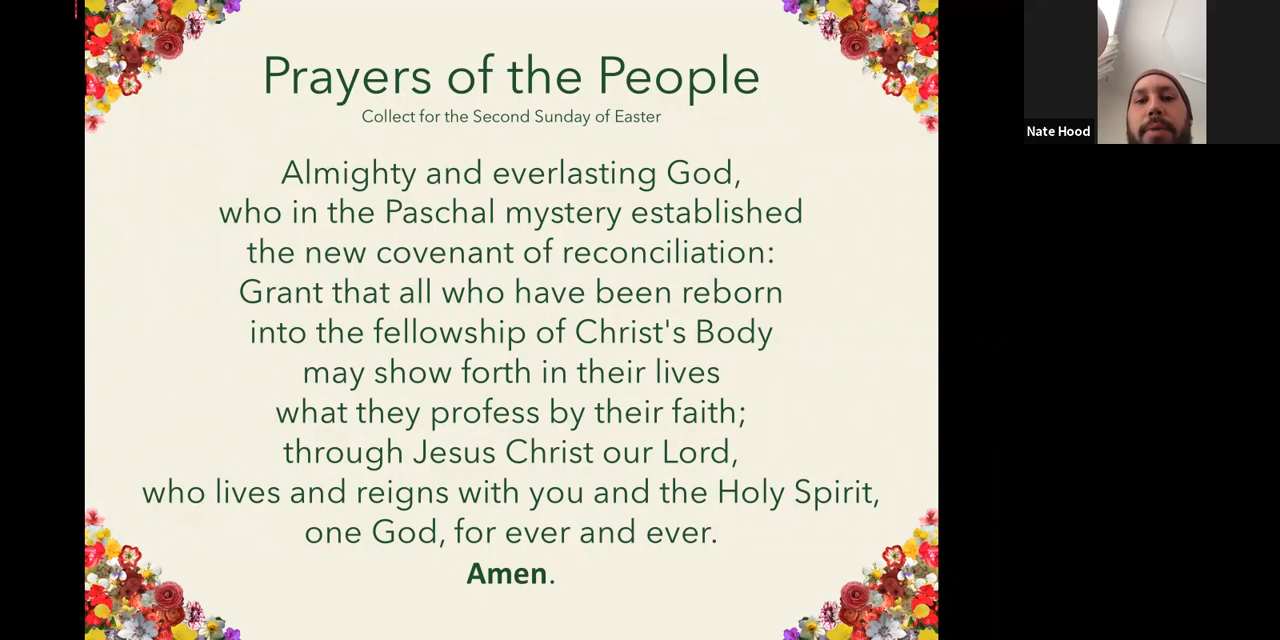 Prayers of the People
Collect for the Second Sunday of Easter
Almighty and everlasting God,
who in the Paschal mystery established
the new covenant of reconciliation:
Grant that all who have been reborn
into the fellowship of Christ's Body
may show forth in their lives
what they profess by their faith;
through Jesus Christ our Lord,
who lives and reigns with you and the Holy Spirit,
one God, for ever and ever.
Amen.
Nate Hood